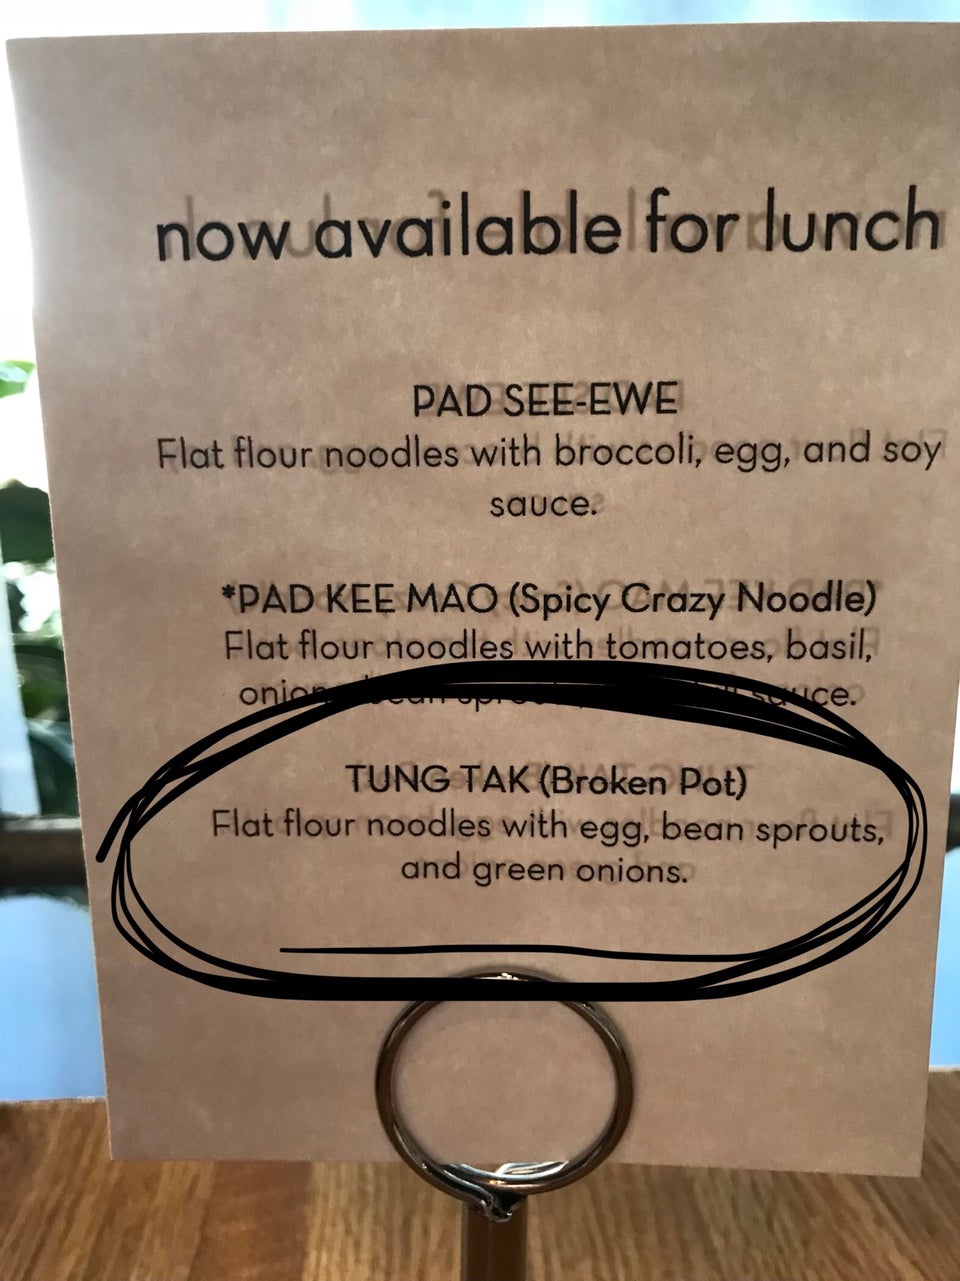 now available for lunch
PAD SEE-EWE
Flat flour noodles with broccoli, egg, and soy
sauce.
*PAD KEE MAO (Spicy Crazy Noodle)
Flat flour noodles with tomatoes, basil,
bean sauce.
TUNG TAK (Broken Pot)
Flat flour noodles with egg, bean sprouts,
and green onions.